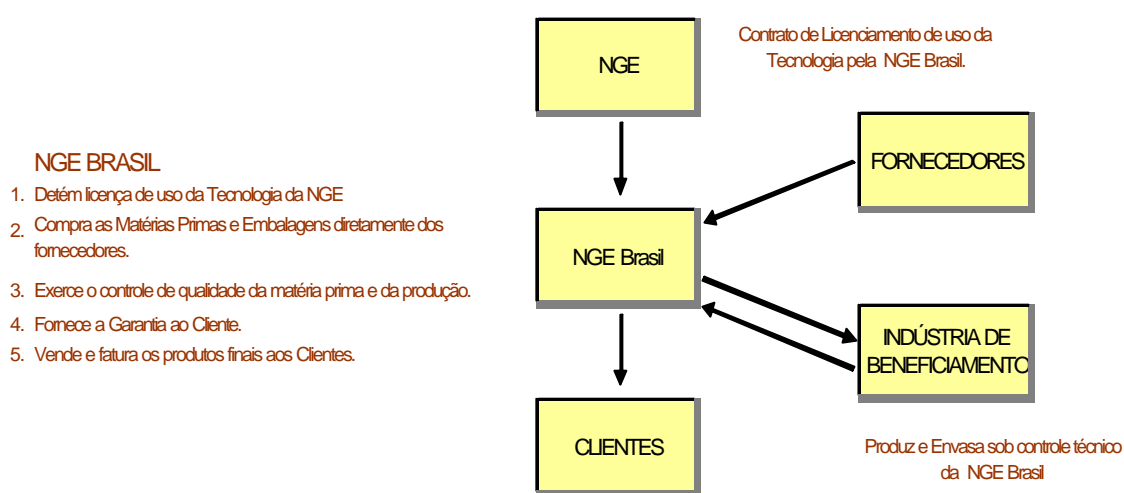 Contrato de Licenciamento de uso da
Tecnologia pela NGE Brasil.
NGE
FORNECEDORES
NGE BRASIL
1. Detém licença de uso da Tecnologia da NGE
2. Compra as Matérias Primas e Embalagens diretamente dos
fornecedores.
3. Exerce o controle de qualidade da matéria prima e da produção.
4. Fornece a Garantia ao Cliente.
5. Vende e fatura os produtos finais aos Clientes.
NGE Brasil
INDÚSTRIA DE
BENEFICIAMENTO
CLIENTES
Produz e Envasa sob controle técnico
da NGE Brasil